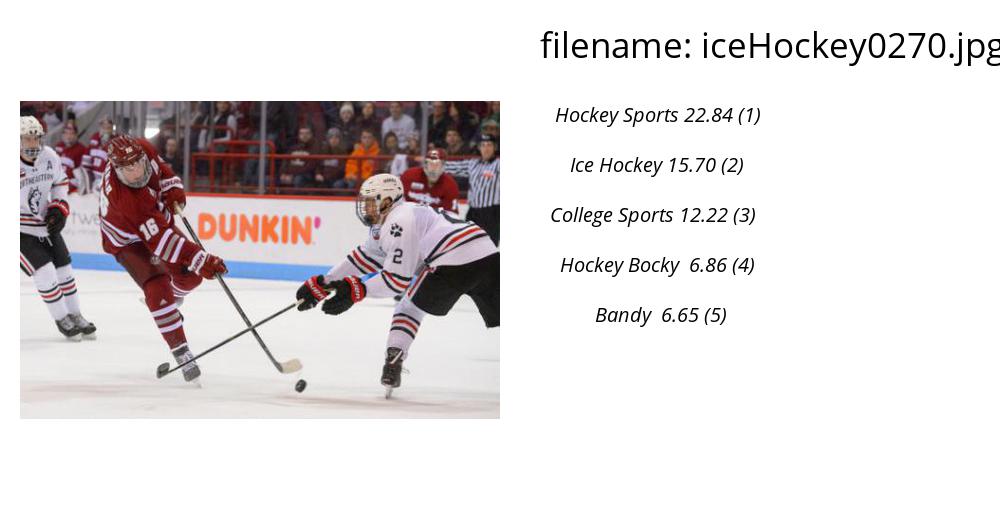 filename: iceHockey0270.jpg
Hockey Sports 22.84 (1)
Ice Hockey 15.70 (2)
College Sports 12.22 (3)
Hockey Bocky 6.86 (4)
Bandy 6.65 (5)
A
16
16
DUNKIN'
2